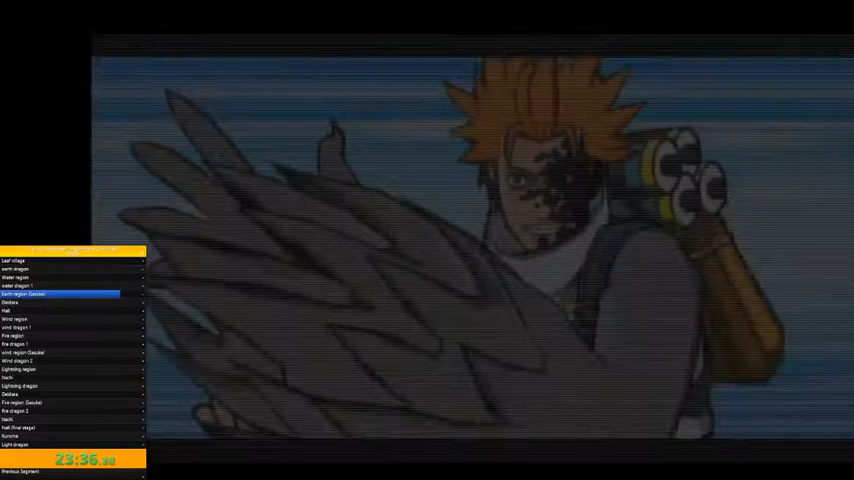 Leaf village
earth dragon
Water region
water dragon 1
Earth region (Sasuke)
Deidara
Hall
Wind region
wind dragon 1
Fire region
fire dragon 1
wind region (Sasuke)
Wind dragon 2
Lightning region
Itachi
Lightning dragon
Deidara
Fire region (Sasuke)
fire dragon 2
Itachi
Hall (final stage)
Kurome
Light dragon
23:36.20
Previous Segment